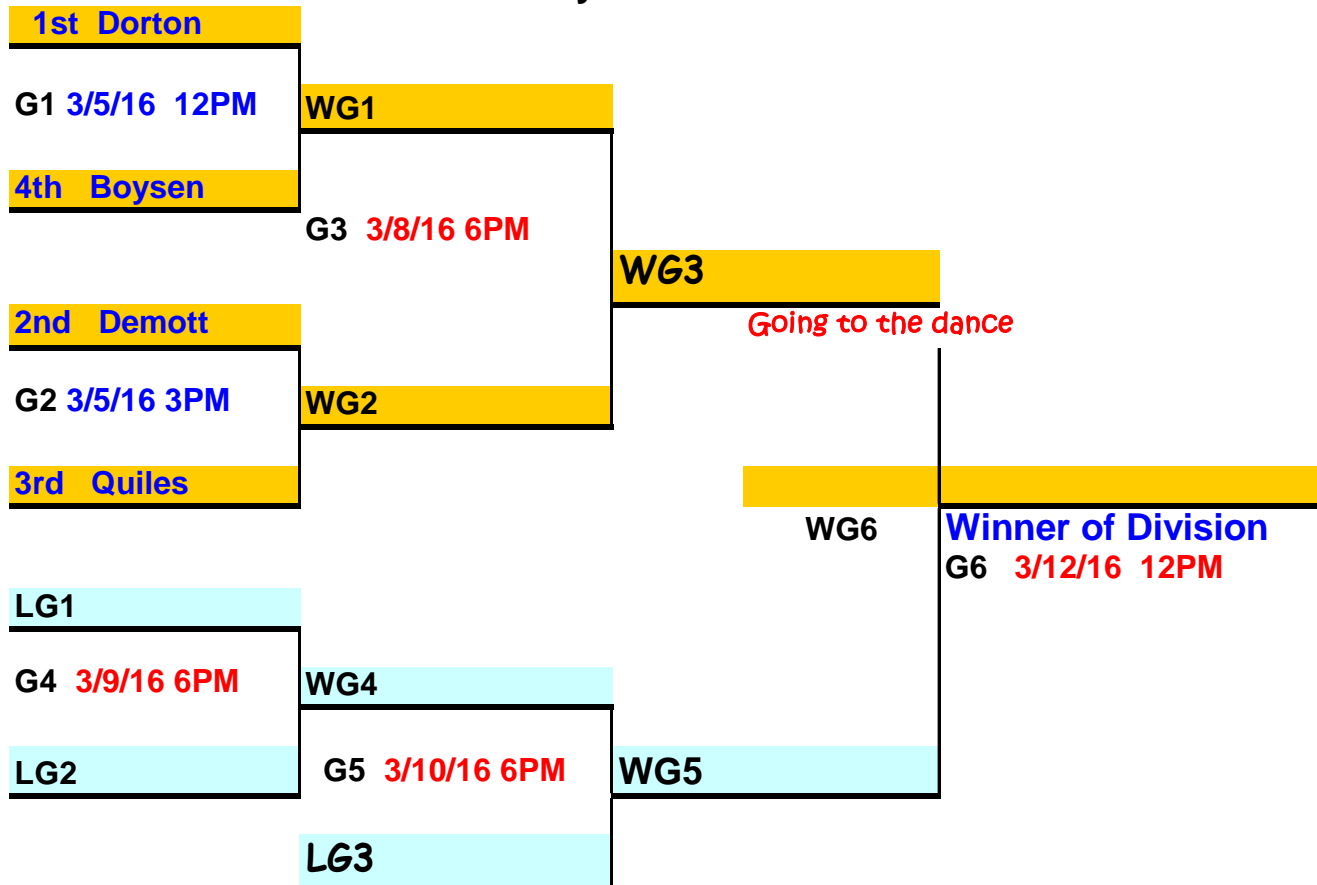 1st Dorton
G1 3/5/16 12PM
WG1
4th Boysen
G3 3/8/16 6PM
WG3
Going to the dance
2nd Demott
G2 3/5/16 3PM
WG2
3rd Quiles
WG6
Winner of Division
G6 3/12/16 12PM
LG1
G4 3/9/16 6PM
WG4
LG2
G5 3/10/16 6PM
WG5
LG3